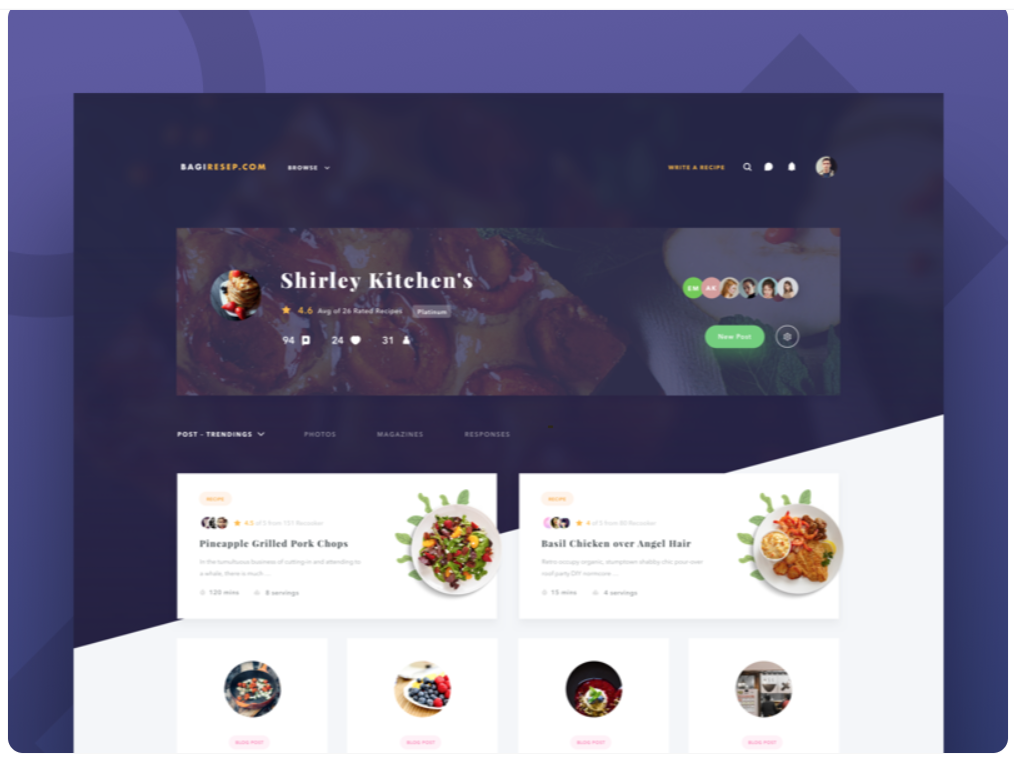 BAGIRESEP.COM
BROWSE
WRITE A RECIPE
Shirley Kitchen's
4.6 Avg of 26 Rated Recipes Platinum
94 24 31
EM AK
New Post
POST - TRENDINGS PHOTOS MAGAZINES RESPONSES
RECIPE
4.5 of 5 from 157 Recooker
Pineapple Grilled Pork Chops
In the tumultuous business of cutting-in and attending to
a whale, there is much ...
120 mins 8 servings
RECIPE
4 of 5 from 80 Recooker
Basil Chicken over Angel Hair
Retro occupy organic, stumptown shabby chic pour-over
roof party DIY normcore. ...
15 mins 4 servings
BLOG POST BLOG POST BLOG POST BLOG POST